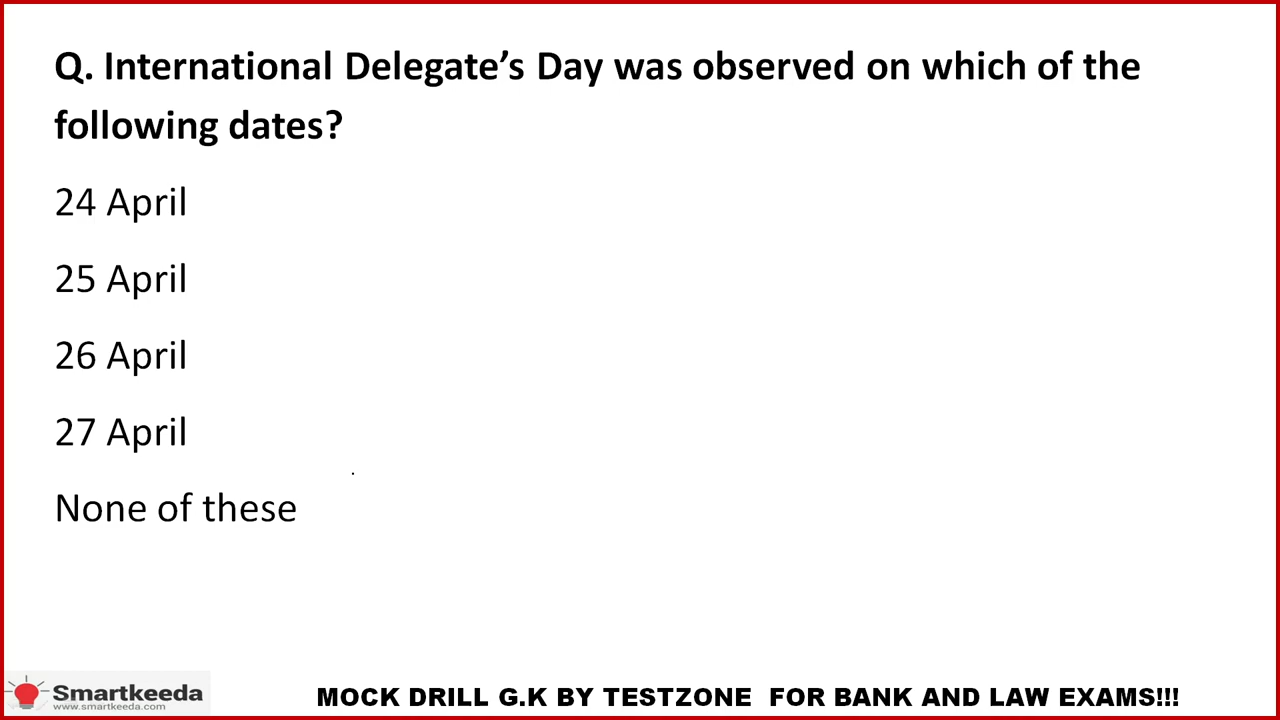 Q. International Delegate’s Day was observed on which of the
following dates?
24 April
25 April
26 April
27 April
None of these
Smartkeeda
www.smartkeeda.com
MOCK DRILL G.K BY TESTZONE FOR BANK AND LAW EXAMS!!!